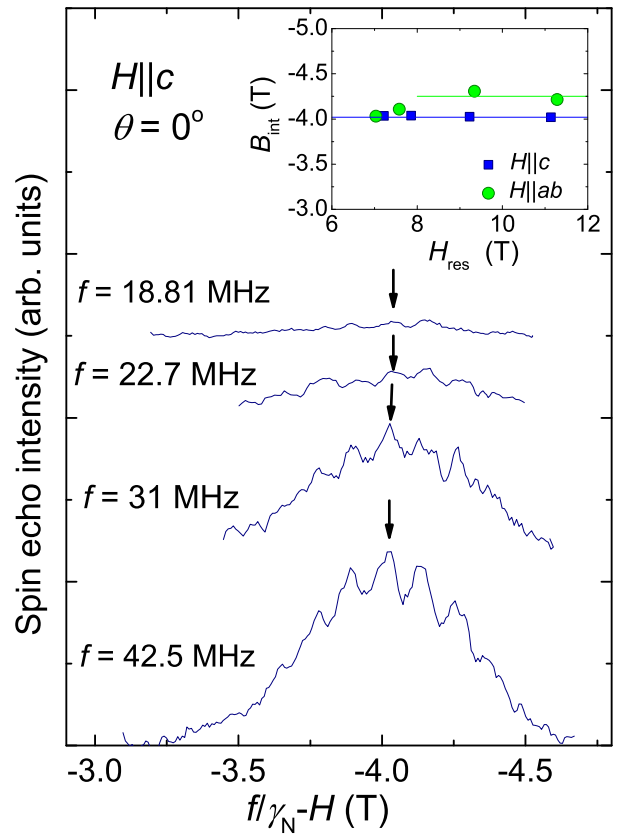 H||c
θ = 0°
-5.0
-4.5
-4.0
-3.5
-3.0
B_int (T)
6
8
10
12
H_res (T)
H||c
H||ab
Spin echo intensity (arb. units)
f = 18.81 MHz
f = 22.7 MHz
f = 31 MHz
f = 42.5 MHz
-3.0
-3.5
-4.0
-4.5
f/γ_N-H (T)